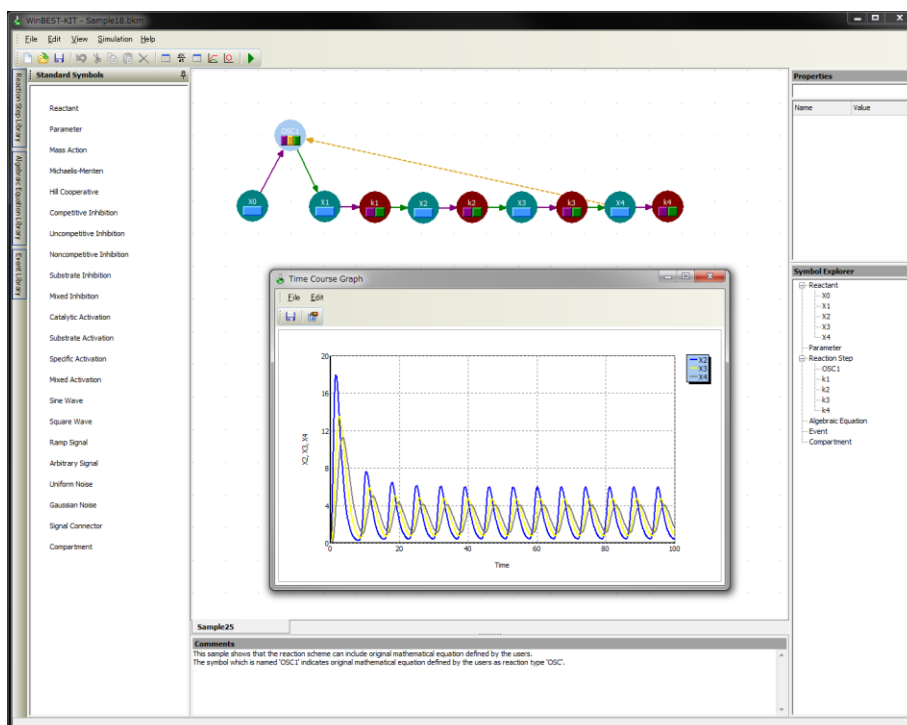 WinBEST-KIT - Sample18.bkm
File Edit View Simulation Help
Reaction Step Library
Algebraic Equation Library
Event Library
Standard Symbols
Reactant
Parameter
Mass Action
Michaelis-Menten
Hill Cooperative
Competitive Inhibition
Uncompetitive Inhibition
Noncompetitive Inhibition
Substrate Inhibition
Mixed Inhibition
Catalytic Activation
Substrate Activation
Specific Activation
Mixed Activation
Sine Wave
Square Wave
Ramp Signal
Arbitrary Signal
Uniform Noise
Gaussian Noise
Signal Connector
Compartment
OSC1
X0 X1 k1 X2 k2 X3 k3 X4 k4
Time Course Graph
File Edit
X2, X3, X4
20
16
12
8
4
0
0 20 40 60 80 100
Time
X2
X3
X4
Sample25
Comments
This sample shows that the reaction scheme can include original mathematical equation defined by the users.
The symbol which is named 'OSC1' indicates original mathematical equation defined by the users as reaction type 'OSC'.
Properties
Name Value
Symbol Explorer
Reactant
X0
X1
X2
X3
X4
Parameter
Reaction Step
OSC1
k1
k2
k3
k4
Algebraic Equation
Event
Compartment